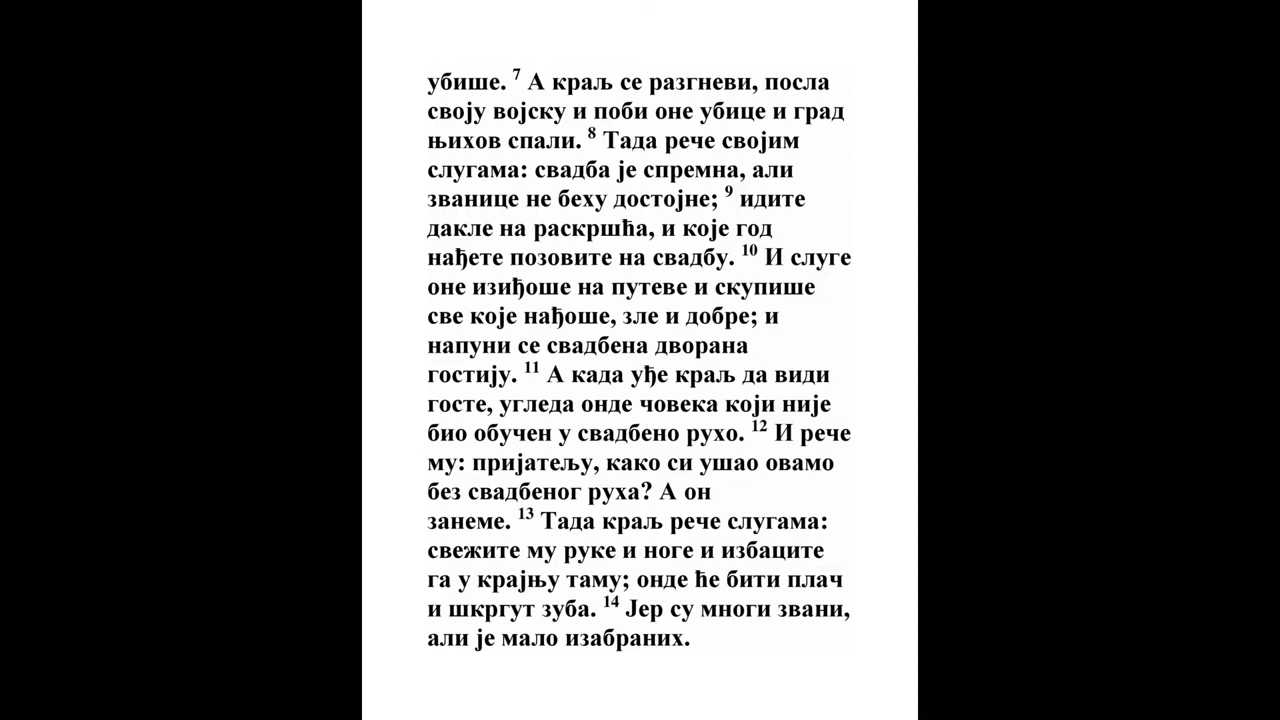 убише. 7 А краљ се разгневи, посла
своју војску и поби оне убице и град
њихов спали. 8 Тада рече својим
слугама: свадба је спремна, али
званице не беху достојне; 9 идите
дакле на раскршћа, и које год
нађете позовите на свадбу. 10 И слуге
оне изиђоше на путеве и скупише
све које нађоше, зле и добре; и
напуни се свадбена дворана
гостију. 11 А када уђе краљ да види
госте, угледа онде човека који није
био обучен у свадбено рухо. 12 И рече
му: пријатељу, како си ушао овамо
без свадбеног руха? А он
занеме. 13 Тада краљ рече слугама:
свежите му руке и ноге и избаците
га у крајњу таму; онде ће бити плач
и шкргут зуба. 14 Јер су многи звани,
али је мало изабраних.